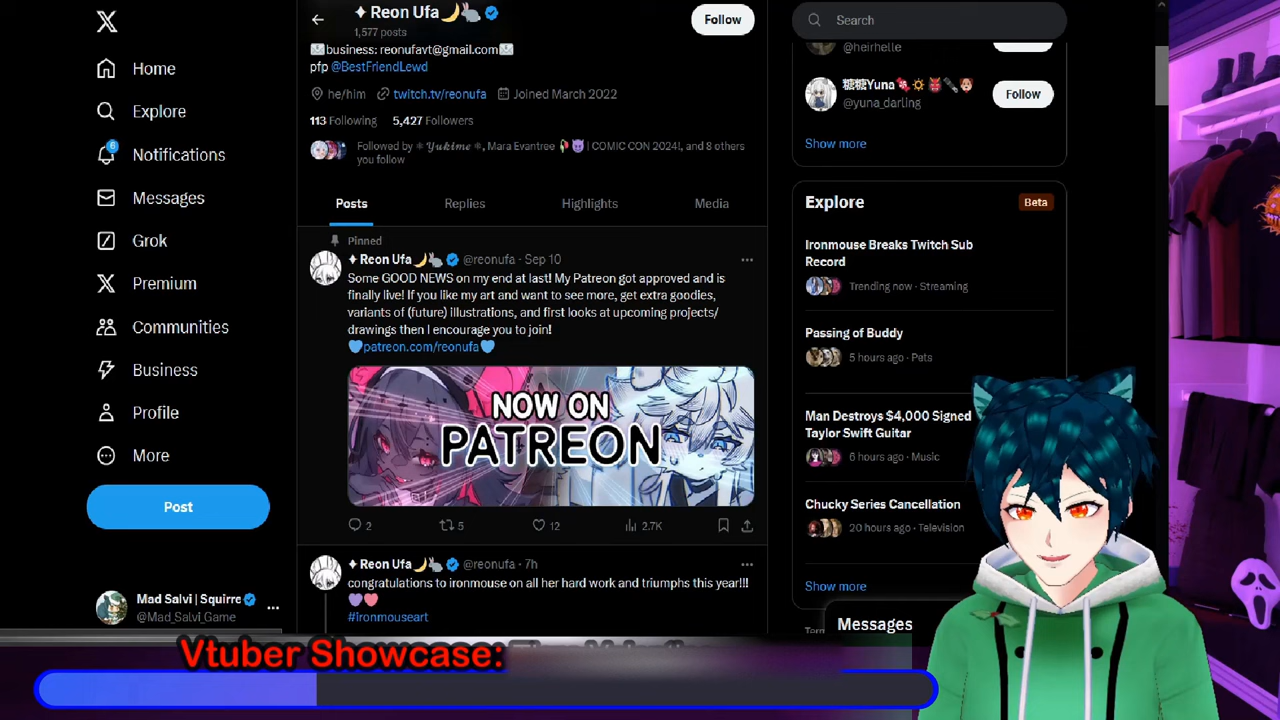 Home
Explore
Notifications
6
Messages
Grok
Premium
Communities
Business
Profile
More
Post
Mad Salvi | Squirre
@Mad_Salvi_Game
✦ Reon Ufa🌙🐇
1,577 posts
Follow
📨business: reonufavt@gmail.com📨
pfp @BestFriendLewd
he/him twitch.tv/reonufa Joined March 2022
113 Following 5,427 Followers
Followed by ⚛ 𝒴𝓊𝓀𝒾𝓂𝑒 ⚛, Mara Evantree 🥀😈 | COMIC CON 2024!, and 8 others
you follow
Posts Replies Highlights Media
Pinned
✦ Reon Ufa🌙🐇 @reonufa · Sep 10
Some GOOD NEWS on my end at last! My Patreon got approved and is
finally live! If you like my art and want to see more, get extra goodies,
variants of (future) illustrations, and first looks at upcoming projects/
drawings then I encourage you to join!
🩵patreon.com/reonufa🩵
NOW ON
PATREON
2 5 12 2.7K
✦ Reon Ufa🌙🐇 @reonufa · 7h
congratulations to ironmouse on all her hard work and triumphs this year!!!
💜🩷
#ironmouseart
Search
@heirhelle
糖糖Yuna
@yuna_darling
Follow
Show more
Explore
Beta
Ironmouse Breaks Twitch Sub
Record
Trending now · Streaming
Passing of Buddy
5 hours ago · Pets
Man Destroys $4,000 Signed
Taylor Swift Guitar
6 hours ago · Music
Chucky Series Cancellation
20 hours ago · Television
Show more
Messages
Vtuber Showcase: